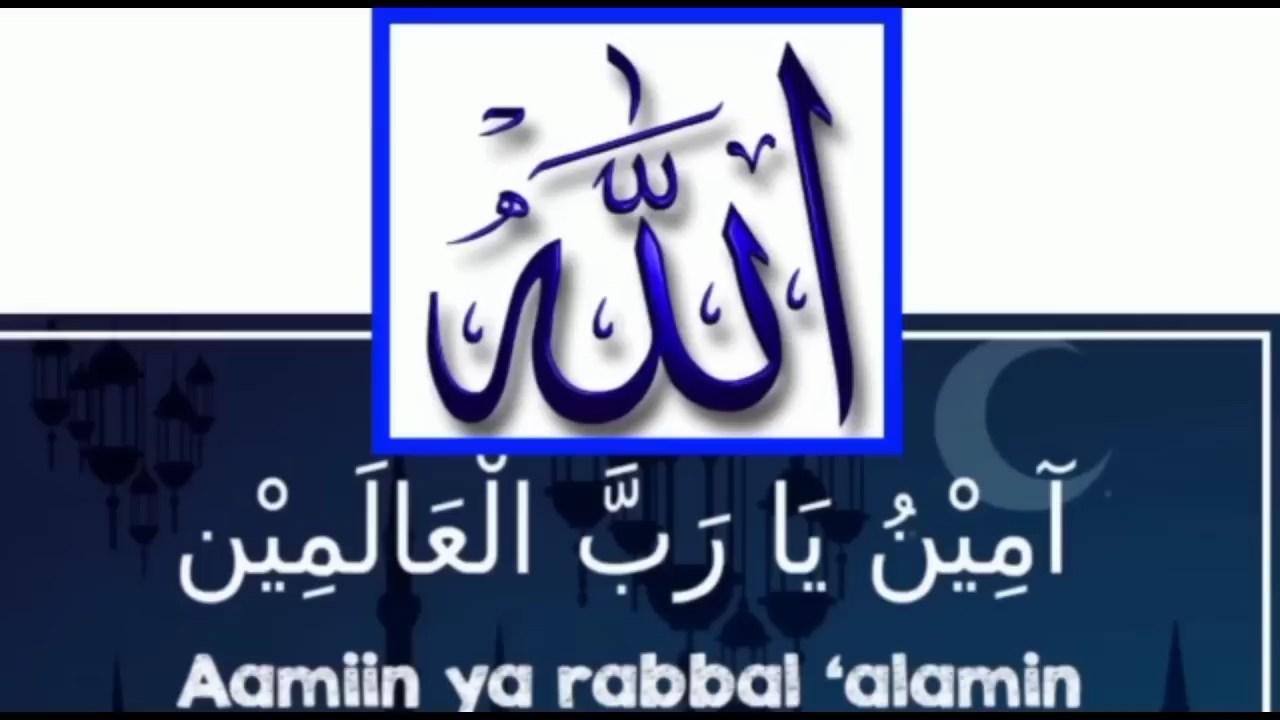 الله
آمِيْنُ يَا رَبَّ الْعَالَمِيْن
Aamiin ya rabbal ‘alamin